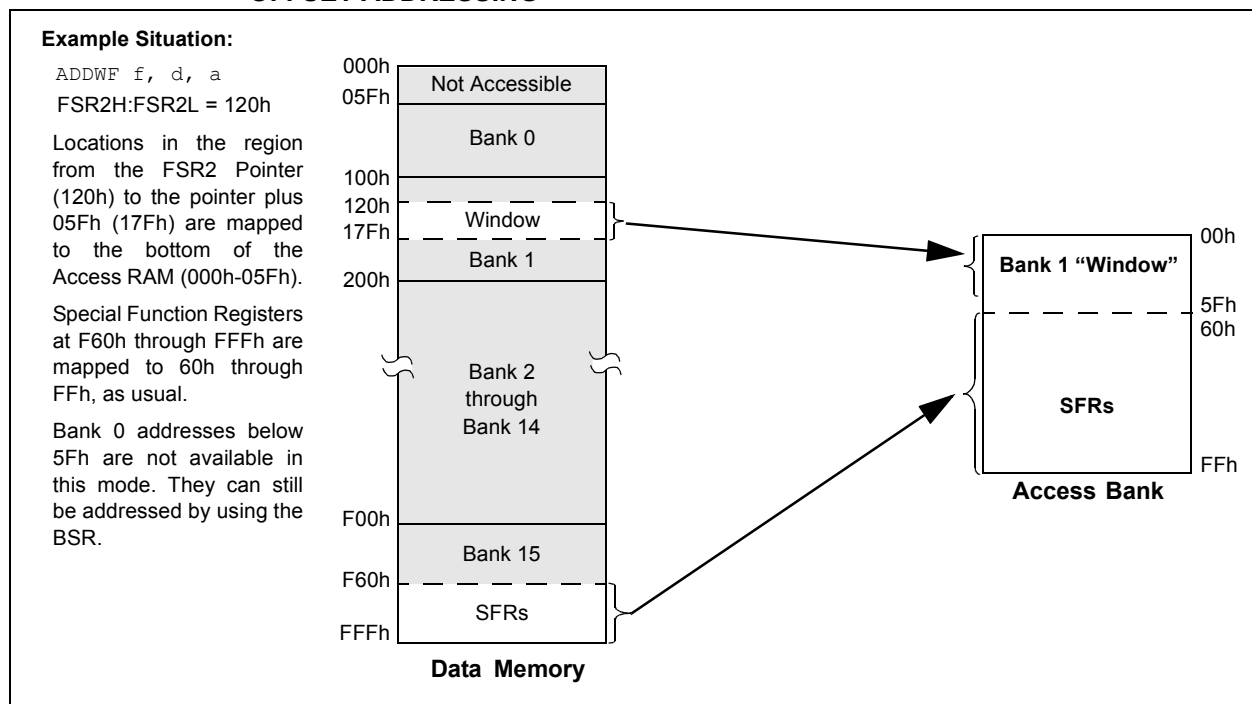 Example Situation:
ADDWF f, d, a
FSR2H:FSR2L = 120h
Locations in the region
from the FSR2 Pointer
(120h) to the pointer plus
05Fh (17Fh) are mapped
to the bottom of the
Access RAM (000h-05Fh).
Special Function Registers
at F60h through FFFh are
mapped to 60h through
FFh, as usual.
Bank 0 addresses below
5Fh are not available in
this mode. They can still
be addressed by using the
BSR.
000h
Not Accessible
05Fh
Bank 0
100h
120h
Window
17Fh
Bank 1
200h
Bank 2
through
Bank 14
F00h
Bank 15
F60h
SFRs
FFFh
Data Memory
00h
Bank 1 “Window”
5Fh
60h
SFRs
FFh
Access Bank